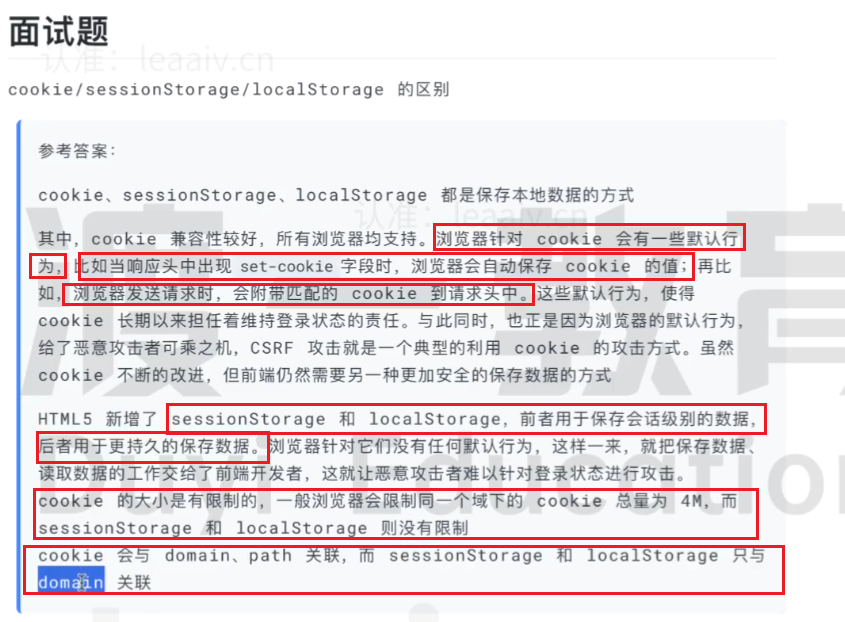 面试题
认准：leaaiv.cn
cookie/sessionStorage/localStorage 的区别
参考答案：
cookie、sessionStorage、localStorage 都是保存本地数据的方式
认准：leaaiv.cn
其中，cookie 兼容性较好，所有浏览器均支持。浏览器针对 cookie 会有一些默认行
为，比如当响应头中出现 set-cookie 字段时，浏览器会自动保存 cookie 的值；再比
如，浏览器发送请求时，会附带匹配的 cookie 到请求头中。这些默认行为，使得
cookie 长期以来担任着维持登录状态的责任。与此同时，也正是因为浏览器的默认行为，
给了恶意攻击者可乘之机，CSRF 攻击就是一个典型的利用 cookie 的攻击方式。虽然
cookie 不断的改进，但前端仍然需要另一种更加安全的保存数据的方式
HTML5 新增了 sessionStorage 和 localStorage，前者用于保存会话级别的数据，
后者用于更持久的保存数据。浏览器针对它们没有任何默认行为，这样一来，就把保存数据、
读取数据的工作交给了前端开发者，这就让恶意攻击者难以针对登录状态进行攻击。
cookie 的大小是有限制的，一般浏览器会限制同一个域下的 cookie 总量为 4M，而
sessionStorage 和 localStorage 则没有限制
cookie 会与 domain、path 关联，而 sessionStorage 和 localStorage 只与
domain 关联